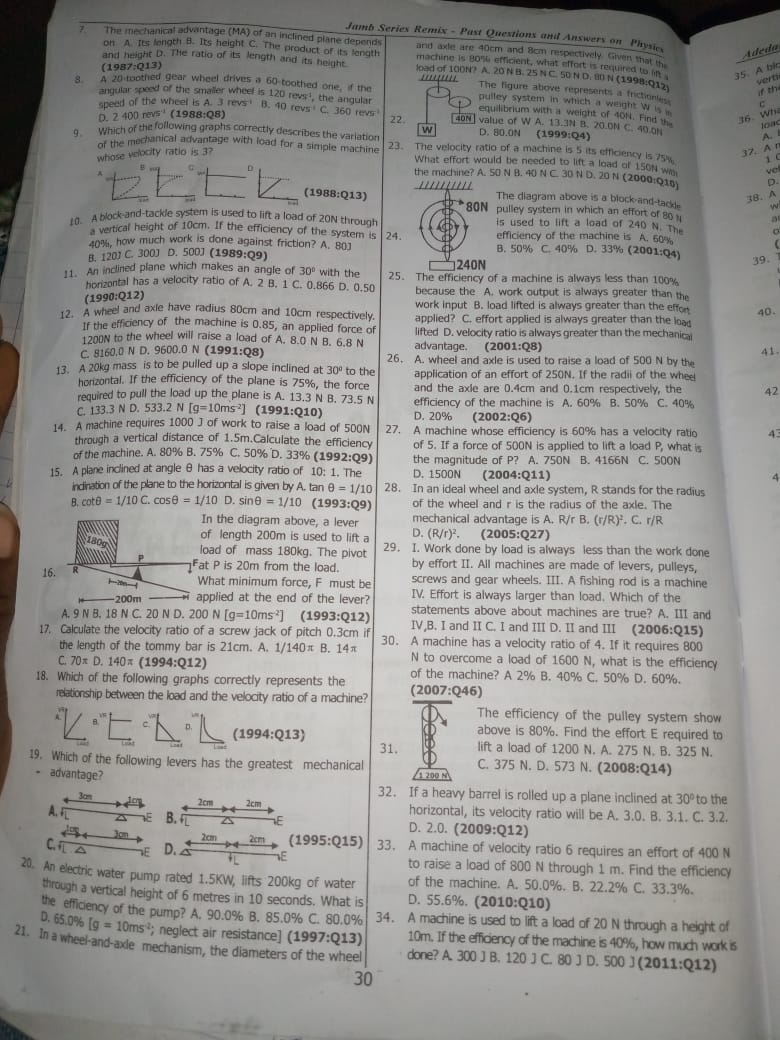 Jamb Series Remix - Past Questions and Answers on Physics
7. The mechanical advantage (MA) of an inclined plane depends
on A. Its length B. Its height C. The product of its length
and height D. The ratio of its length and its height.
(1987:Q13)
8. A 20-toothed gear wheel drives a 60-toothed one, if the
angular speed of the smaller wheel is 120 revs⁻¹, the angular
speed of the wheel is A. 3 revs⁻¹ B. 40 revs⁻¹ C. 360 revs⁻¹
D. 2 400 revs⁻¹ (1988:Q8)
9. Which of the following graphs correctly describes the variation
of the mechanical advantage with load for a simple machine
whose velocity ratio is 3?
A B C D
(1988:Q13)
10. A block-and-tackle system is used to lift a load of 20N through
a vertical height of 10cm. If the efficiency of the system is
40%, how much work is done against friction? A. 80J
B. 120J C. 300J D. 500J (1989:Q9)
11. An inclined plane which makes an angle of 30⁰ with the
horizontal has a velocity ratio of A. 2 B. 1 C. 0.866 D. 0.50
(1990:Q12)
12. A wheel and axle have radius 80cm and 10cm respectively.
If the efficiency of the machine is 0.85, an applied force of
1200N to the wheel will raise a load of A. 8.0 N B. 6.8 N
C. 8160.0 N D. 9600.0 N (1991:Q8)
13. A 20kg mass is to be pulled up a slope inclined at 30⁰ to the
horizontal. If the efficiency of the plane is 75%, the force
required to pull the load up the plane is A. 13.3 N B. 73.5 N
C. 133.3 N D. 533.2 N [g=10ms⁻²] (1991:Q10)
14. A machine requires 1000 J of work to raise a load of 500N
through a vertical distance of 1.5m.Calculate the efficiency
of the machine. A. 80% B. 75% C. 50% D. 33% (1992:Q9)
15. A plane inclined at angle θ has a velocity ratio of 10: 1. The
inclination of the plane to the horizontal is given by A. tan θ = 1/10
B. cotθ = 1/10 C. cosθ = 1/10 D. sinθ = 1/10 (1993:Q9)
16.
180g
R P F
20m
200m
In the diagram above, a lever
of length 200m is used to lift a
load of mass 180kg. The pivot
at P is 20m from the load.
What minimum force, F must be
applied at the end of the lever?
A. 9 N B. 18 N C. 20 N D. 200 N [g=10ms⁻²] (1993:Q12)
17. Calculate the velocity ratio of a screw jack of pitch 0.3cm if
the length of the tommy bar is 21cm. A. 1/140π B. 14π
C. 70π D. 140π (1994:Q12)
18. Which of the following graphs correctly represents the
relationship between the load and the velocity ratio of a machine?
A. VR Load B. VR Load C. VR Load D. VR Load
(1994:Q13)
19. Which of the following levers has the greatest mechanical
advantage?
A. 3cm 1cm L E B. 2cm 2cm L E
C. 1cm 3cm L E D. 2cm 2cm L E
(1995:Q15)
20. An electric water pump rated 1.5KW, lifts 200kg of water
through a vertical height of 6 metres in 10 seconds. What is
the efficiency of the pump? A. 90.0% B. 85.0% C. 80.0%
D. 65.0% [g = 10ms⁻²; neglect air resistance] (1997:Q13)
21. In a wheel-and-axle mechanism, the diameters of the wheel
and axle are 40cm and 8cm respectively. Given that the
machine is 80% efficient, what effort is required to lift a
load of 100N? A. 20 N B. 25 N C. 50 N D. 80 N (1998:Q12)
22.
W
40N
The figure above represents a frictionless
pulley system in which a weight W is in
equilibrium with a weight of 40N. Find the
value of W A. 13.3N B. 20.0N C. 40.0N
D. 80.0N (1999:Q4)
23. The velocity ratio of a machine is 5 its efficiency is 75%.
What effort would be needed to lift a load of 150N with
the machine? A. 50 N B. 40 N C. 30 N D. 20 N (2000:Q10)
24.
80N
240N
The diagram above is a block-and-tackle
pulley system in which an effort of 80 N
is used to lift a load of 240 N. The
efficiency of the machine is A. 60%
B. 50% C. 40% D. 33% (2001:Q4)
25. The efficiency of a machine is always less than 100%
because the A. work output is always greater than the
work input B. load lifted is always greater than the effort
applied? C. effort applied is always greater than the load
lifted D. velocity ratio is always greater than the mechanical
advantage. (2001:Q8)
26. A. wheel and axle is used to raise a load of 500 N by the
application of an effort of 250N. If the radii of the wheel
and the axle are 0.4cm and 0.1cm respectively, the
efficiency of the machine is A. 60% B. 50% C. 40%
D. 20% (2002:Q6)
27. A machine whose efficiency is 60% has a velocity ratio
of 5. If a force of 500N is applied to lift a load P, what is
the magnitude of P? A. 750N B. 4166N C. 500N
D. 1500N (2004:Q11)
28. In an ideal wheel and axle system, R stands for the radius
of the wheel and r is the radius of the axle. The
mechanical advantage is A. R/r B. (r/R)². C. r/R
D. (R/r)². (2005:Q27)
29. I. Work done by load is always less than the work done
by effort II. All machines are made of levers, pulleys,
screws and gear wheels. III. A fishing rod is a machine
IV. Effort is always larger than load. Which of the
statements above about machines are true? A. III and
IV,B. I and II C. I and III D. II and III (2006:Q15)
30. A machine has a velocity ratio of 4. If it requires 800
N to overcome a load of 1600 N, what is the efficiency
of the machine? A 2% B. 40% C. 50% D. 60%.
(2007:Q46)
31.
1 200 N
The efficiency of the pulley system show
above is 80%. Find the effort E required to
lift a load of 1200 N. A. 275 N. B. 325 N.
C. 375 N. D. 573 N. (2008:Q14)
32. If a heavy barrel is rolled up a plane inclined at 30⁰ to the
horizontal, its velocity ratio will be A. 3.0. B. 3.1. C. 3.2.
D. 2.0. (2009:Q12)
33. A machine of velocity ratio 6 requires an effort of 400 N
to raise a load of 800 N through 1 m. Find the efficiency
of the machine. A. 50.0%. B. 22.2% C. 33.3%.
D. 55.6%. (2010:Q10)
34. A machine is used to lift a load of 20 N through a height of
10m. If the efficiency of the machine is 40%, how much work is
done? A. 300 J B. 120 J C. 80 J D. 500 J (2011:Q12)
30
35.
36.
37.
38. A
39.
40.
41.
42